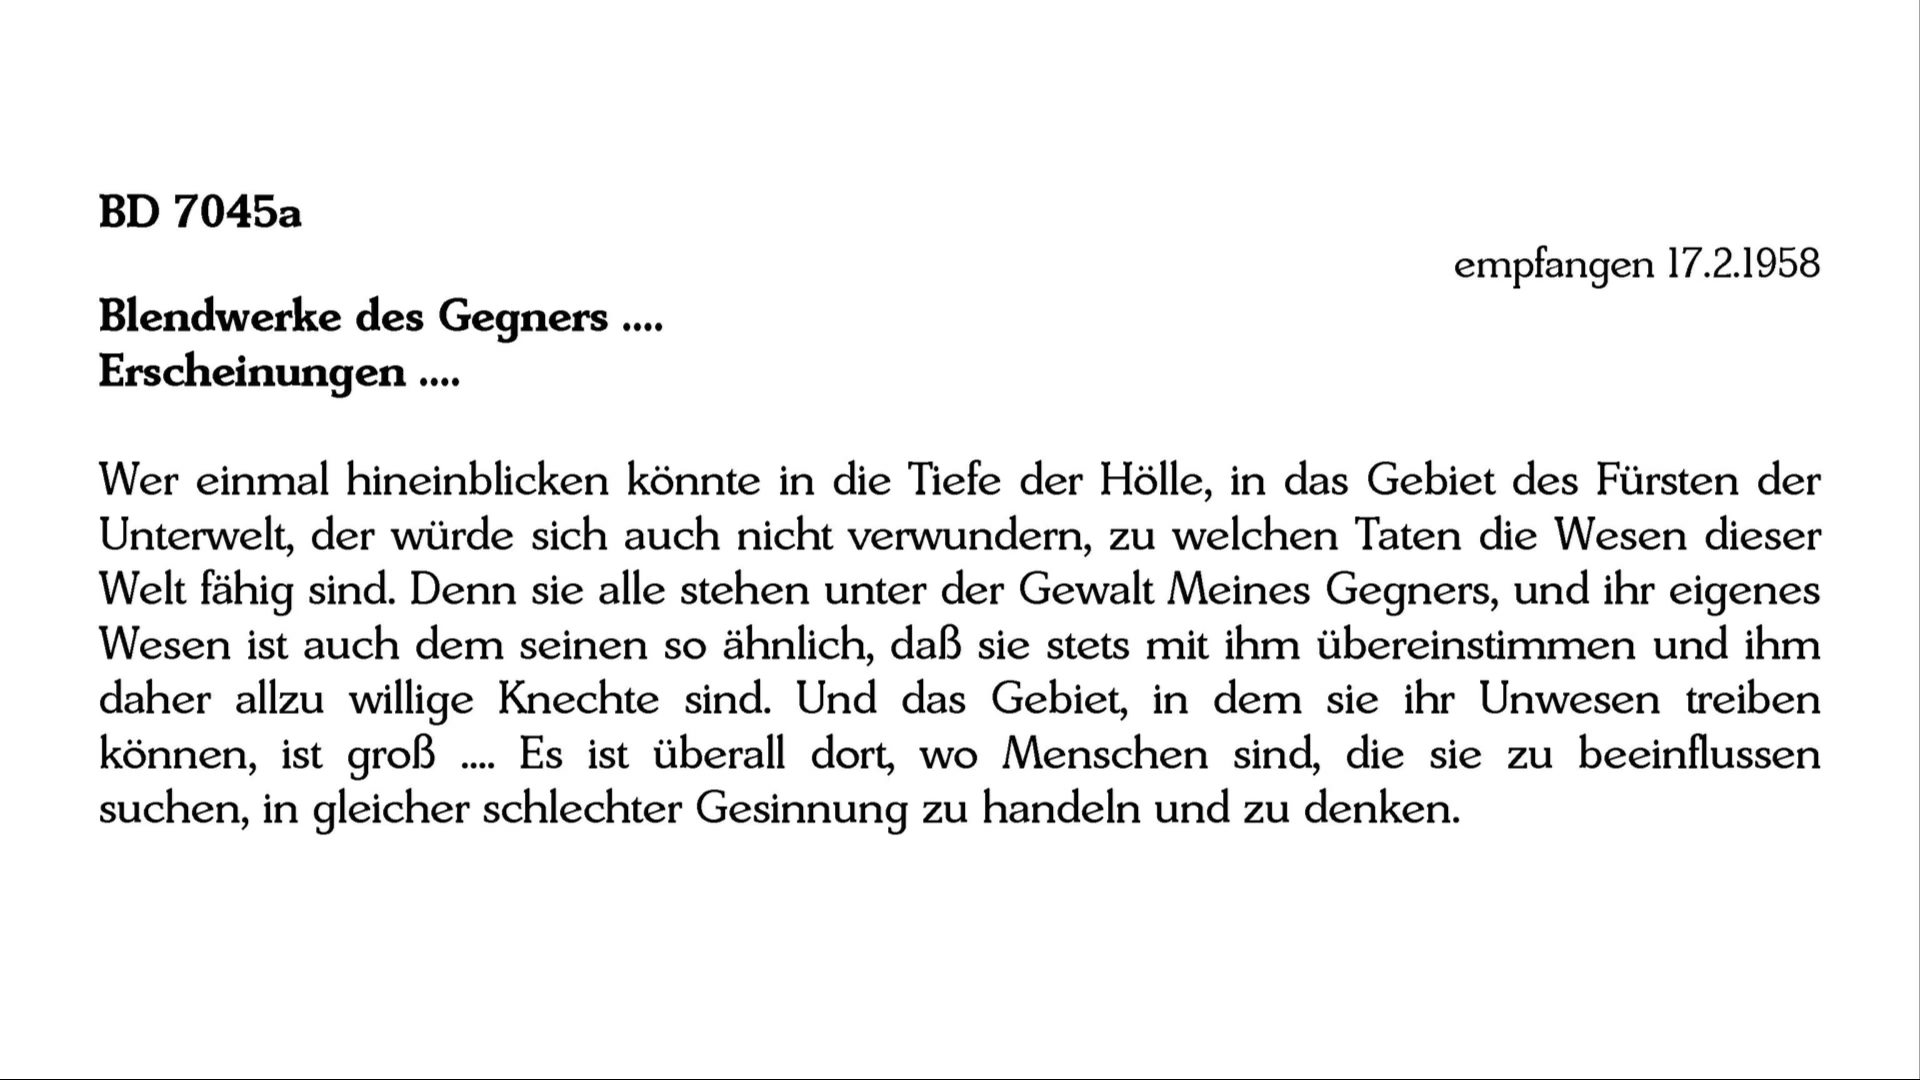 BD 7045a
empfangen 17.2.1958
Blendwerke des Gegners ....
Erscheinungen ....
Wer einmal hineinblicken könnte in die Tiefe der Hölle, in das Gebiet des Fürsten der
Unterwelt, der würde sich auch nicht verwundern, zu welchen Taten die Wesen dieser
Welt fähig sind. Denn sie alle stehen unter der Gewalt Meines Gegners, und ihr eigenes
Wesen ist auch dem seinen so ähnlich, daß sie stets mit ihm übereinstimmen und ihm
daher allzu willige Knechte sind. Und das Gebiet, in dem sie ihr Unwesen treiben
können, ist groß .... Es ist überall dort, wo Menschen sind, die sie zu beeinflussen
suchen, in gleicher schlechter Gesinnung zu handeln und zu denken.